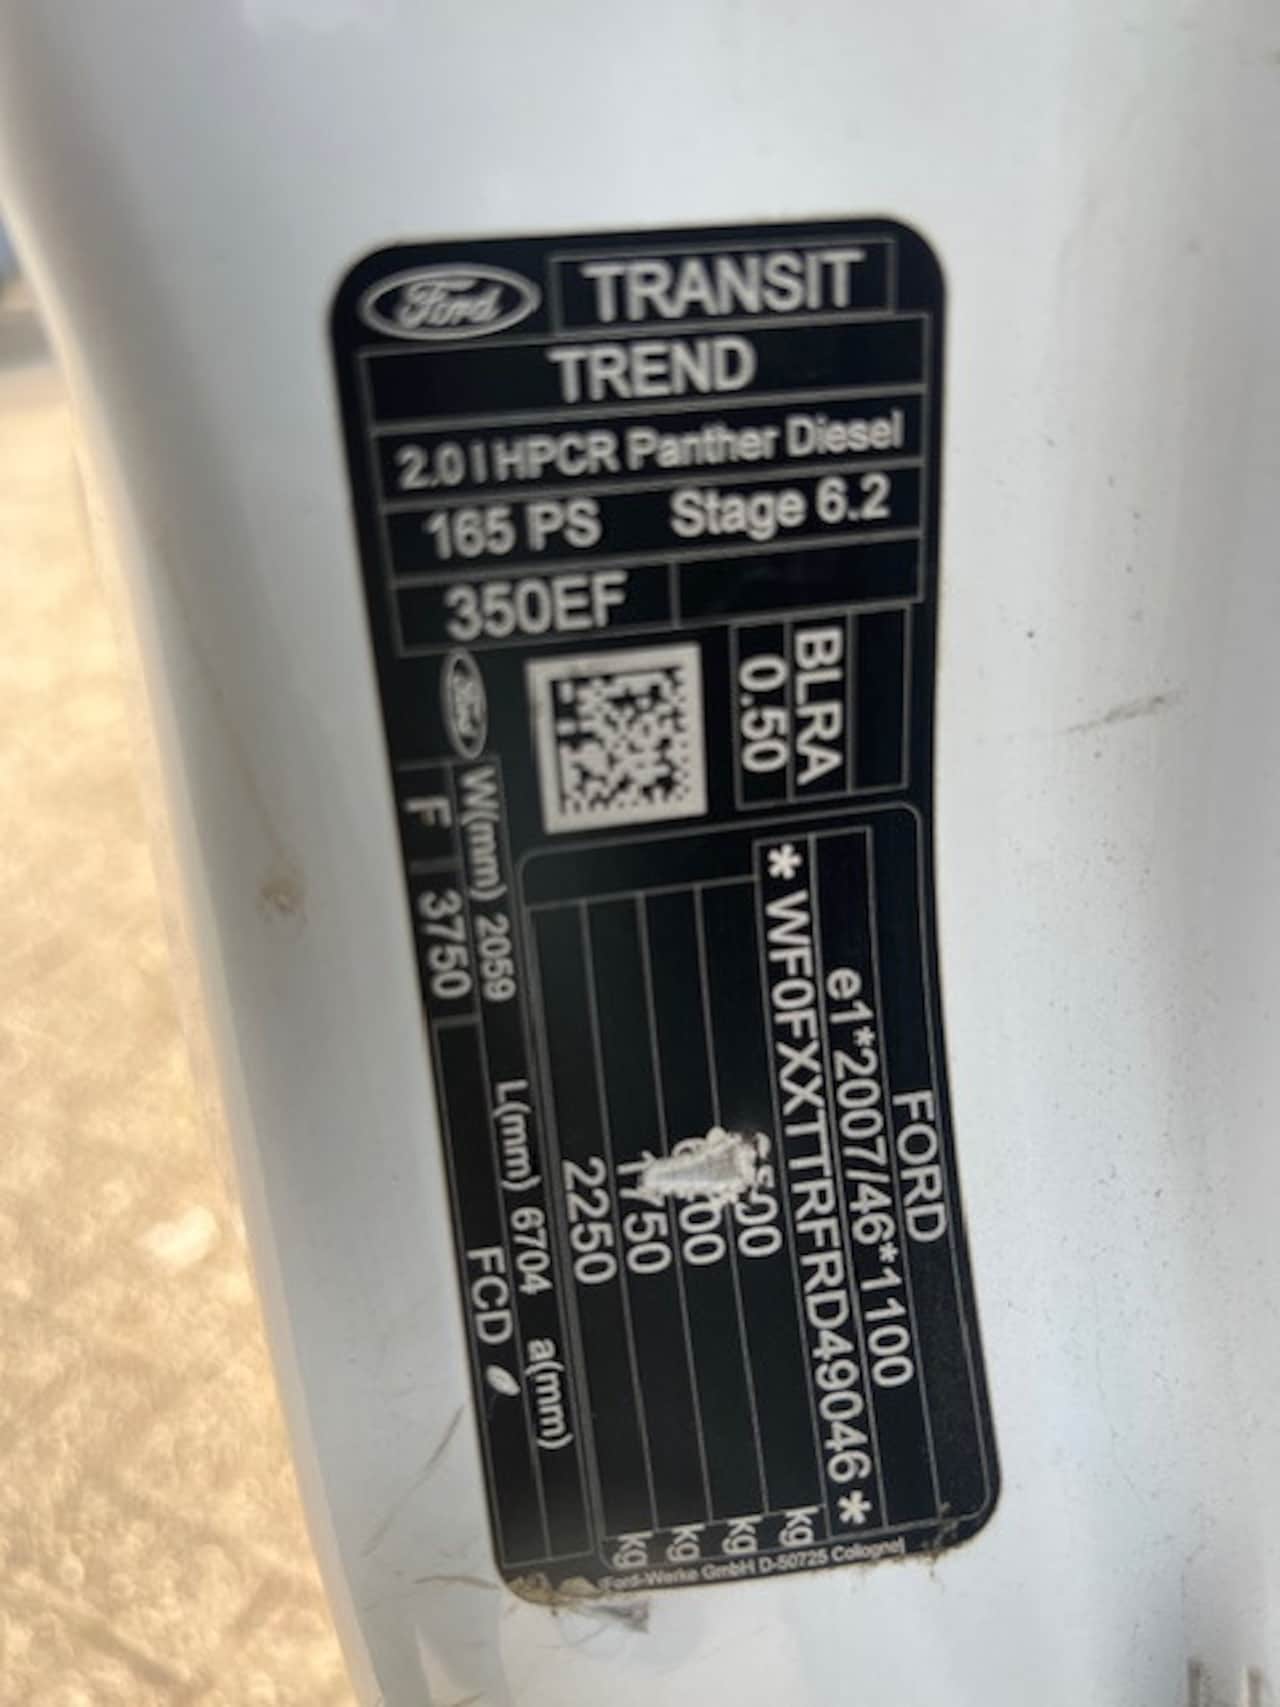 Ford TRANSIT
TREND
2.0 l HPCR Panther Diesel
165 PS Stage 6.2
350EF
BLRA
0.50
Ford
FORD
e1*2007/46*1100
*WF0FXXTTRFRD49046*
kg
kg
1750 kg
2250 kg
W(mm) 2059 L(mm) 6704 a(mm)
F 3750 FCD
Ford-Werke GmbH D-50725 Cologne